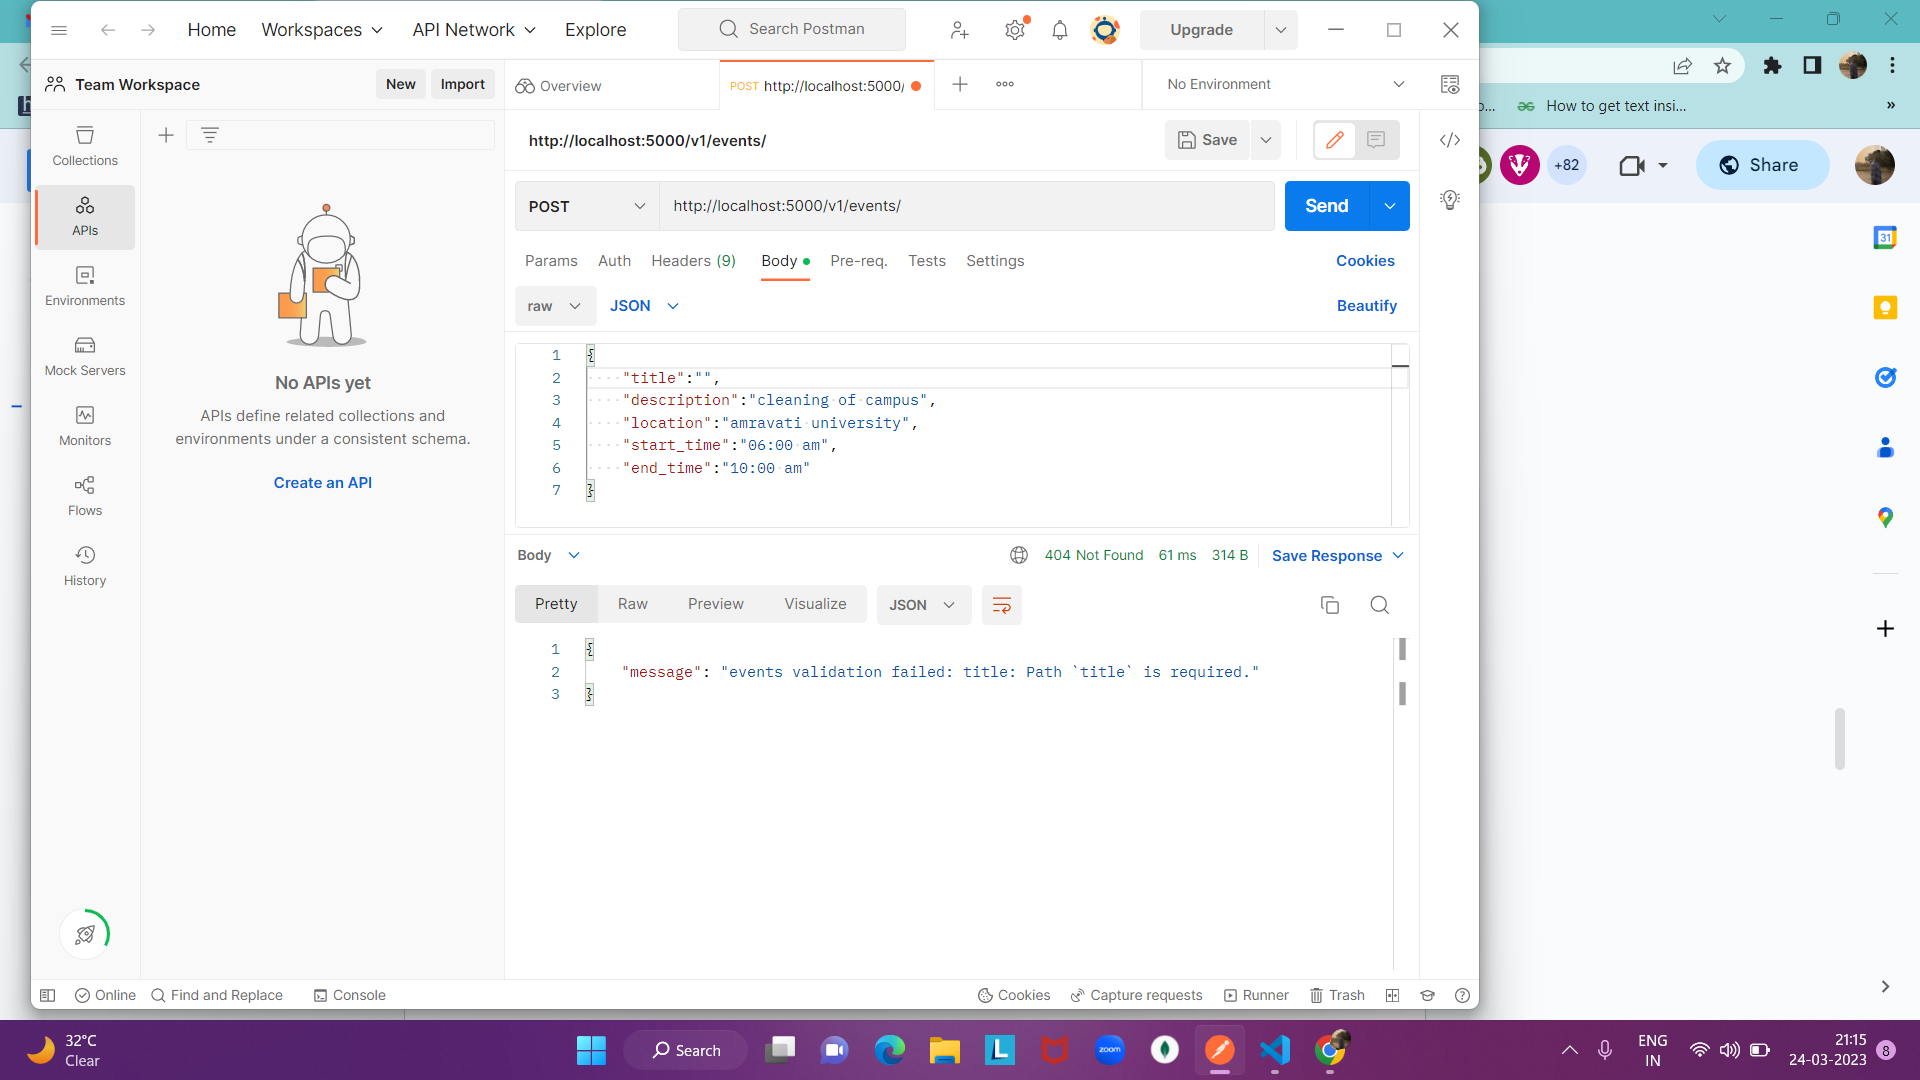 Home
Workspaces
API Network
Explore
Search Postman
Upgrade
Team Workspace
New
Import
Overview
POST http://localhost:5000/
No Environment
How to get text insi...
Collections
APIs
Environments
Mock Servers
Monitors
Flows
History
No APIs yet
APIs define related collections and
environments under a consistent schema.
Create an API
http://localhost:5000/v1/events/
Save
POST
http://localhost:5000/v1/events/
Send
Params
Auth
Headers (9)
Body
Pre-req.
Tests
Settings
Cookies
raw
JSON
Beautify
1 {
2 "title":"",
3 "description":"cleaning of campus",
4 "location":"amravati university",
5 "start_time":"06:00 am",
6 "end_time":"10:00 am"
7 }
Body
404 Not Found
61 ms
314 B
Save Response
Pretty
Raw
Preview
Visualize
JSON
1 {
2 "message": "events validation failed: title: Path `title` is required."
3 }
+82
Share
31
Online
Find and Replace
Console
Cookies
Capture requests
Runner
Trash
32°C
Clear
Search
L
zoom
ENG
IN
21:15
24-03-2023
8